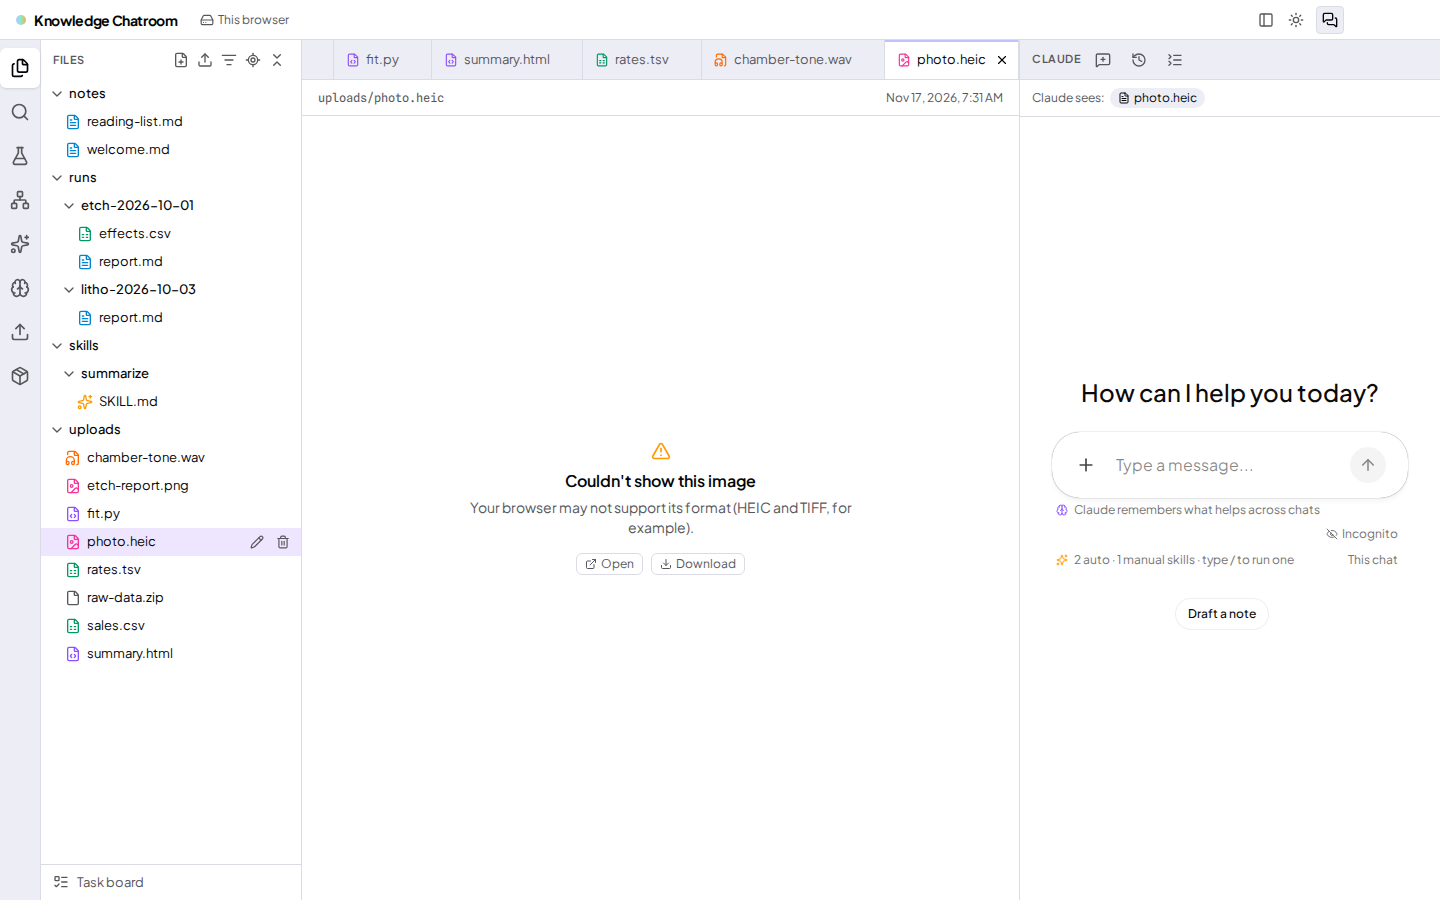 Knowledge Chatroom
This browser
FILES
notes
reading-list.md
welcome.md
runs
etch-2026-10-01
effects.csv
report.md
litho-2026-10-03
report.md
skills
summarize
SKILL.md
uploads
chamber-tone.wav
etch-report.png
fit.py
photo.heic
rates.tsv
raw-data.zip
sales.csv
summary.html
Task board
fit.py
summary.html
rates.tsv
chamber-tone.wav
photo.heic
uploads/photo.heic
Nov 17, 2026, 7:31 AM
Couldn't show this image
Your browser may not support its format (HEIC and TIFF, for
example).
Open
Download
CLAUDE
Claude sees:
photo.heic
How can I help you today?
Type a message...
Claude remembers what helps across chats
Incognito
2 auto · 1 manual skills · type / to run one
This chat
Draft a note